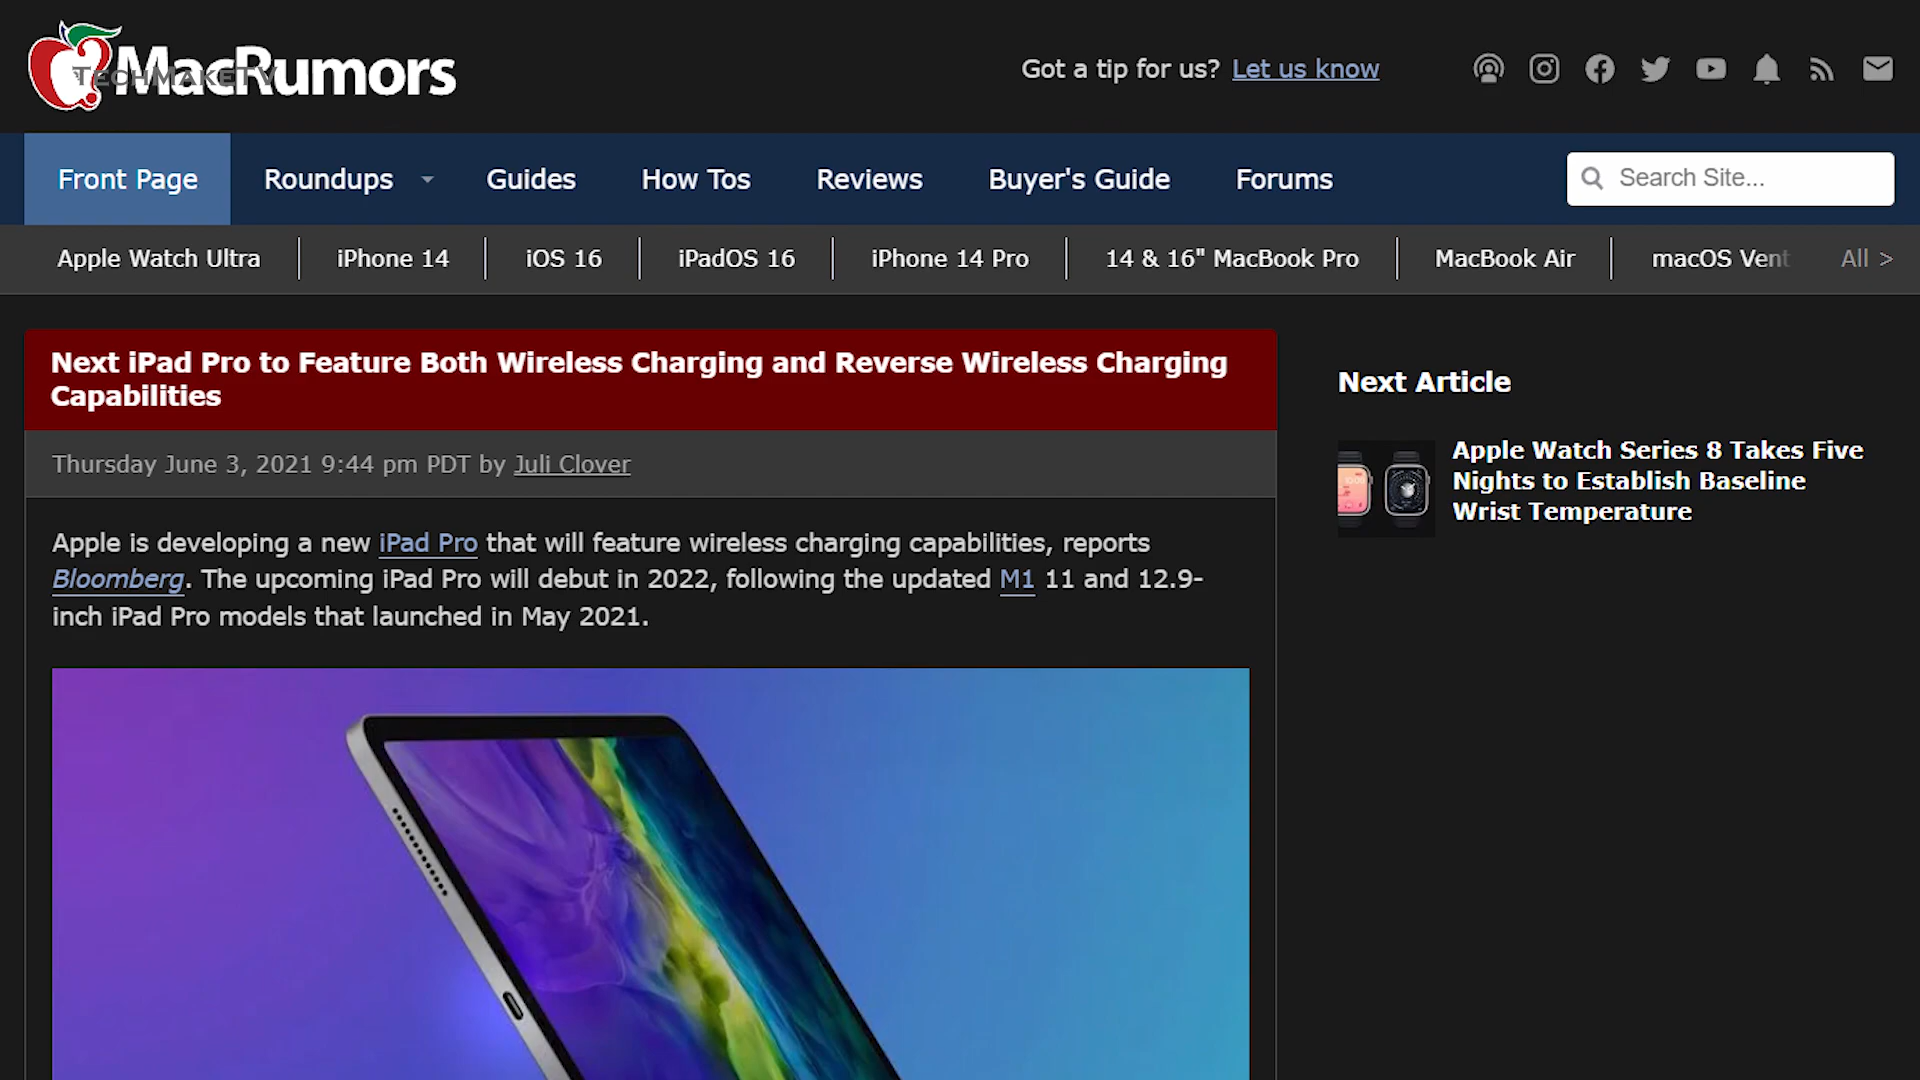 MacRumors
TechMakeTV
Got a tip for us? Let us know
Front Page
Roundups
Guides
How Tos
Reviews
Buyer's Guide
Forums
Search Site...
Apple Watch Ultra
iPhone 14
iOS 16
iPadOS 16
iPhone 14 Pro
14 & 16" MacBook Pro
MacBook Air
macOS Vent
All >
Next iPad Pro to Feature Both Wireless Charging and Reverse Wireless Charging
Capabilities
Thursday June 3, 2021 9:44 pm PDT by Juli Clover
Apple is developing a new iPad Pro that will feature wireless charging capabilities, reports
Bloomberg. The upcoming iPad Pro will debut in 2022, following the updated M1 11 and 12.9-
inch iPad Pro models that launched in May 2021.
Next Article
Apple Watch Series 8 Takes Five
Nights to Establish Baseline
Wrist Temperature